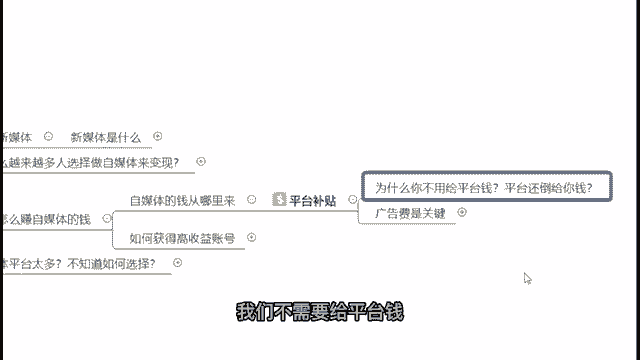 新媒体 新媒体是什么
么越来越多人选择做自媒体来变现？
为什么你不用给平台钱？平台还倒给你钱？
自媒体的钱从哪里来 平台补贴
广告费是关键
怎么赚自媒体的钱
如何获得高收益账号
体平台太多？不知道如何选择？
我们不需要给平台钱